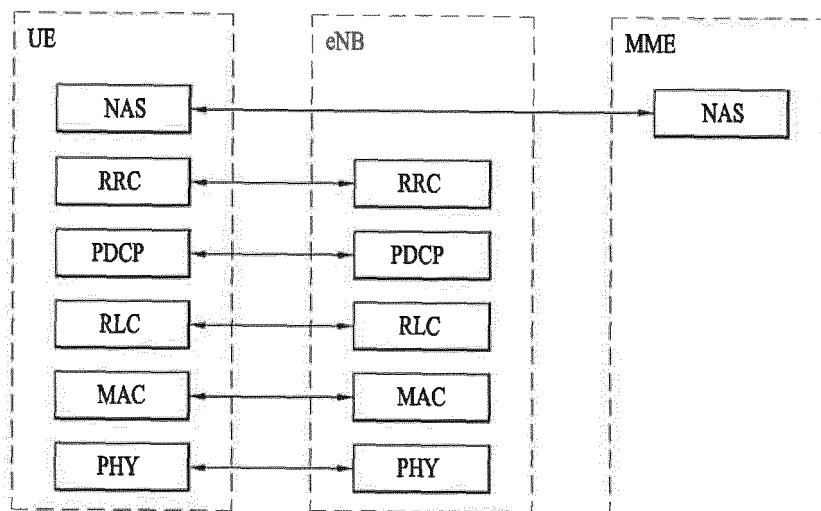 UE
eNB
MME
NAS
NAS
RRC
RRC
PDCP
PDCP
RLC
RLC
MAC
MAC
PHY
PHY